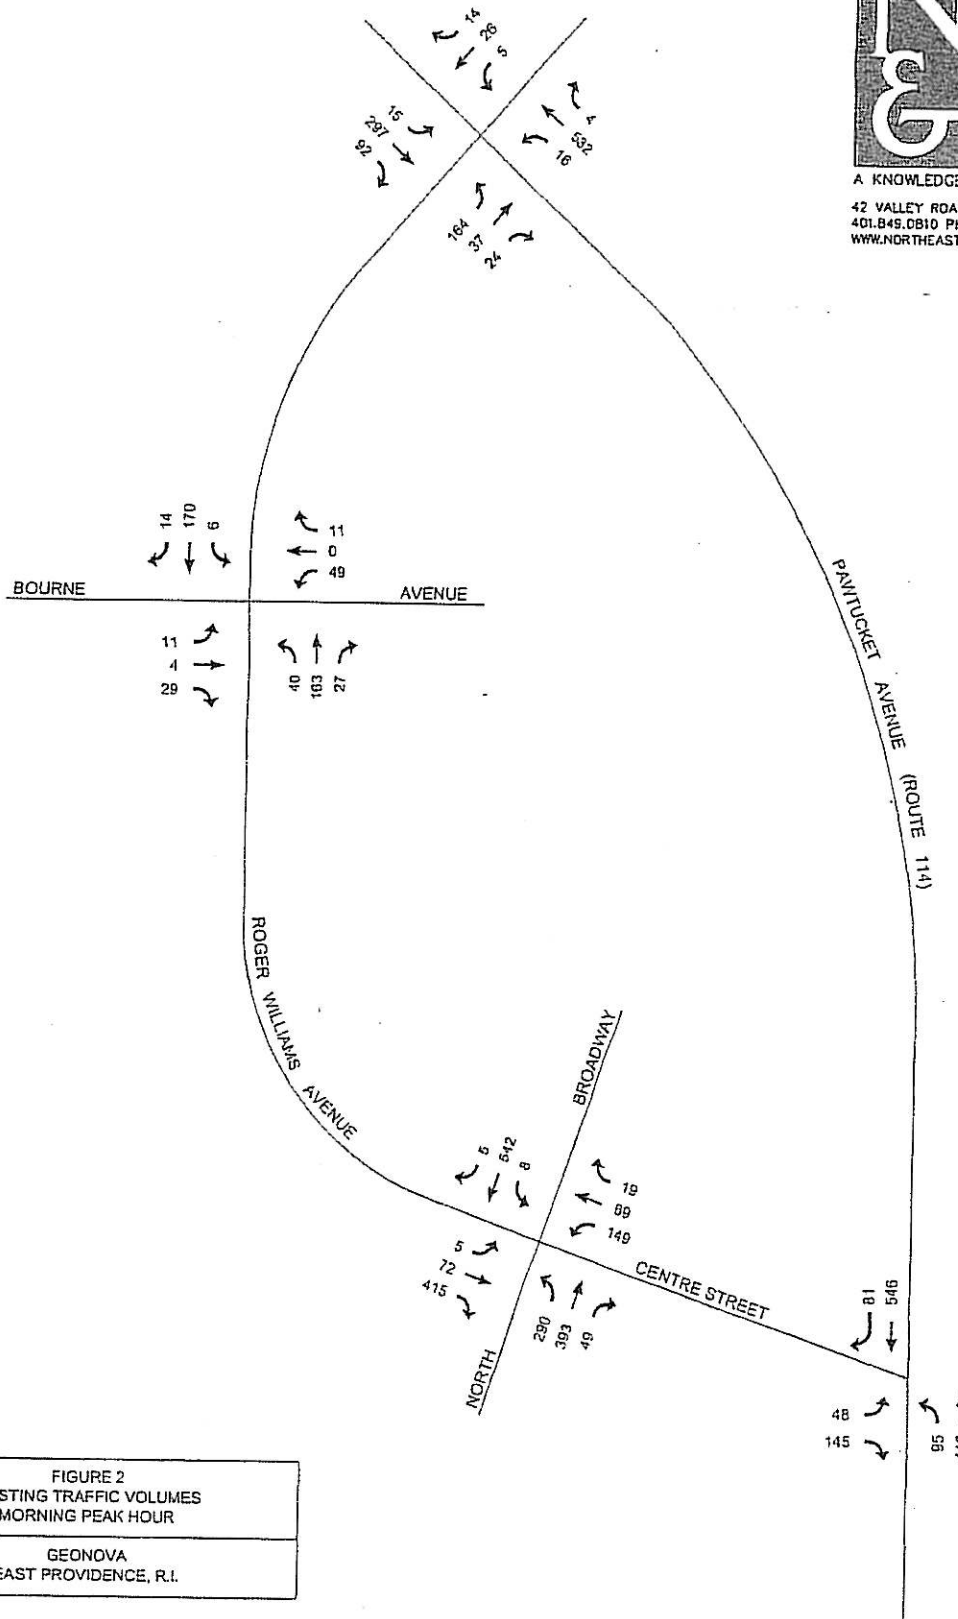 14
26
5
15
297
92
4
532
16
164
37
24
A KNOWLEDGE
42 VALLEY ROA
401.849.0810 P
WWW.NORTHEAST
14
170
6
11
0
49
BOURNE
AVENUE
11
4
29
40
163
27
PAWTUCKET AVENUE (ROUTE 114)
ROGER WILLIAMS AVENUE
BROADWAY
5
8
19
89
149
5
72
415
290
393
49
NORTH
CENTRE STREET
81
546
48
145
95
FIGURE 2
STING TRAFFIC VOLUMES
MORNING PEAK HOUR
GEONOVA
EAST PROVIDENCE, R.I.